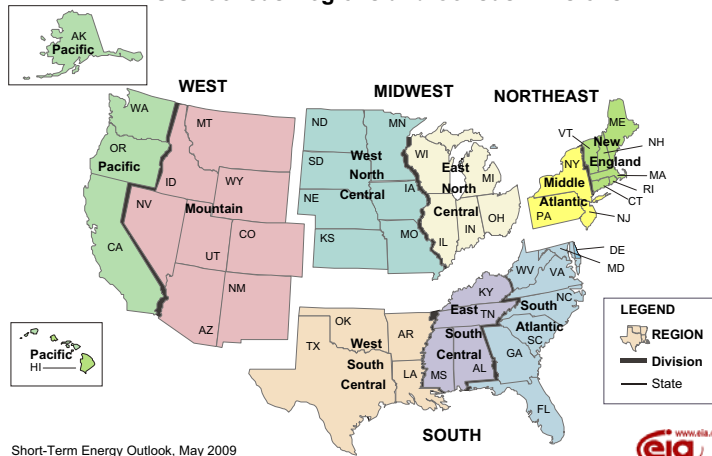 AK
Pacific
WEST
MIDWEST
NORTHEAST
WA
MT
OR
Pacific
ID
WY
NV
Mountain
CA
UT
CO
AZ
NM
ND
MN
SD
West
North
Central
NE
IA
KS
MO
WI
East
North
Central
MI
IL
IN
OH
VT
New
England
ME
NH
MA
RI
CT
NY
Middle
Atlantic
PA
NJ
DE
MD
WV
VA
KY
NC
East
South
Central
TN
South
Atlantic
SC
MS
AL
GA
FL
OK
AR
TX
West
South
Central
LA
SOUTH
Pacific
HI
LEGEND
REGION
Division
State
Short-Term Energy Outlook, May 2009
eia